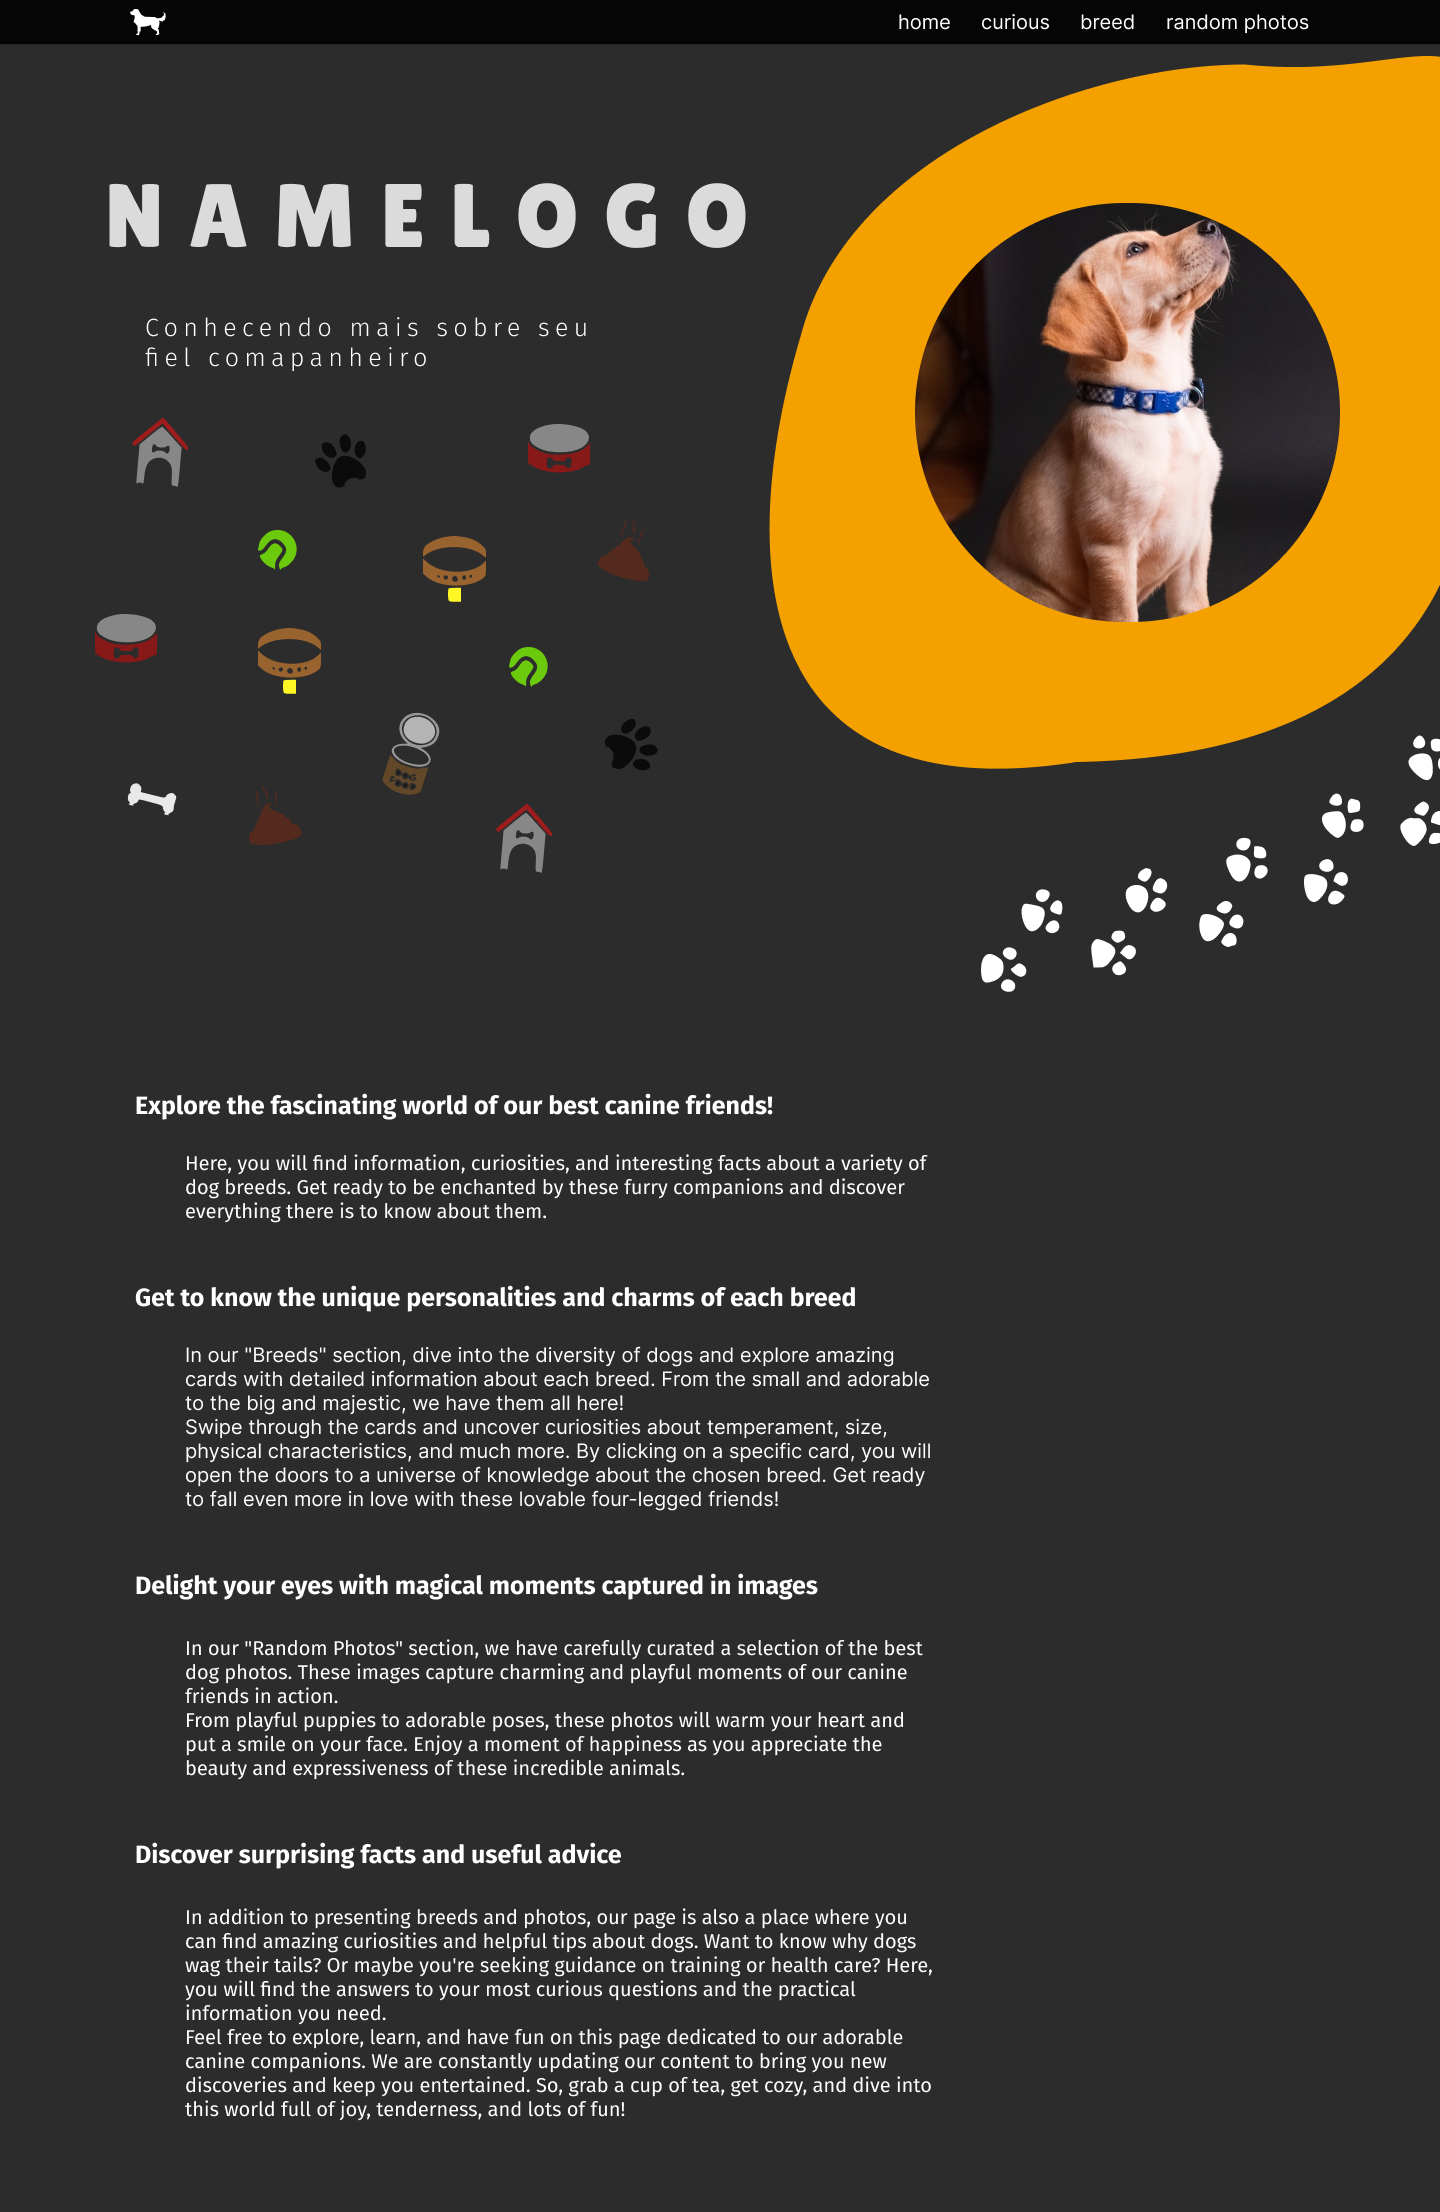 home curious breed random photos
NAMELOGO
Conhecendo mais sobre seu
fiel comapanheiro
DOG
FOOD
Explore the fascinating world of our best canine friends!
Here, you will find information, curiosities, and interesting facts about a variety of
dog breeds. Get ready to be enchanted by these furry companions and discover
everything there is to know about them.
Get to know the unique personalities and charms of each breed
In our "Breeds" section, dive into the diversity of dogs and explore amazing
cards with detailed information about each breed. From the small and adorable
to the big and majestic, we have them all here!
Swipe through the cards and uncover curiosities about temperament, size,
physical characteristics, and much more. By clicking on a specific card, you will
open the doors to a universe of knowledge about the chosen breed. Get ready
to fall even more in love with these lovable four-legged friends!
Delight your eyes with magical moments captured in images
In our "Random Photos" section, we have carefully curated a selection of the best
dog photos. These images capture charming and playful moments of our canine
friends in action.
From playful puppies to adorable poses, these photos will warm your heart and
put a smile on your face. Enjoy a moment of happiness as you appreciate the
beauty and expressiveness of these incredible animals.
Discover surprising facts and useful advice
In addition to presenting breeds and photos, our page is also a place where you
can find amazing curiosities and helpful tips about dogs. Want to know why dogs
wag their tails? Or maybe you're seeking guidance on training or health care? Here,
you will find the answers to your most curious questions and the practical
information you need.
Feel free to explore, learn, and have fun on this page dedicated to our adorable
canine companions. We are constantly updating our content to bring you new
discoveries and keep you entertained. So, grab a cup of tea, get cozy, and dive into
this world full of joy, tenderness, and lots of fun!